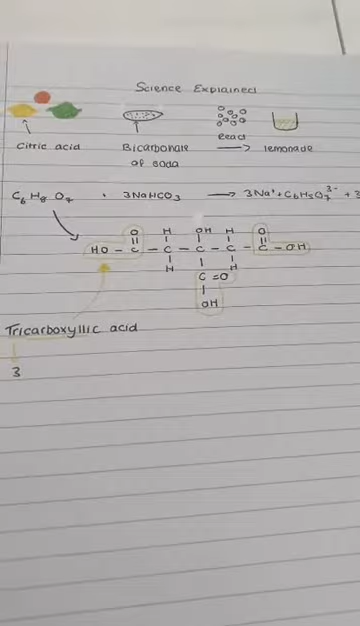 Science Explained
Citric acid
Bicarbonate of soda
React
lemonade
C6H8O7 . 3NaHCO3 → 3Na+ + C6H5O7 3- + 3
O H OH H O
HO - C - C - C - C - C - OH
H H
C = O
OH
Tricarboxyllic acid
3